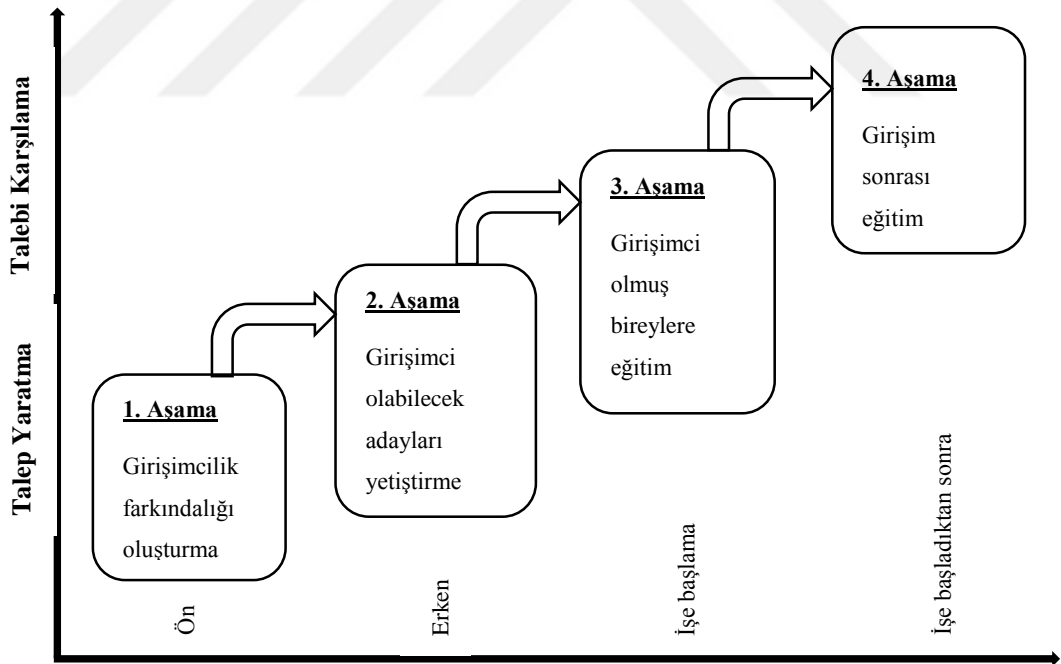 Talebi Karşılama
Talep Yaratma
1. Aşama
Girişimcilik
farkındalığı
oluşturma
2. Aşama
Girişimci
olabilecek
adayları
yetiştirme
3. Aşama
Girişimci
olmuş
bireylere
eğitim
4. Aşama
Girişim
sonrası
eğitim
Ön
Erken
İşe başlama
İşe başladıktan sonra